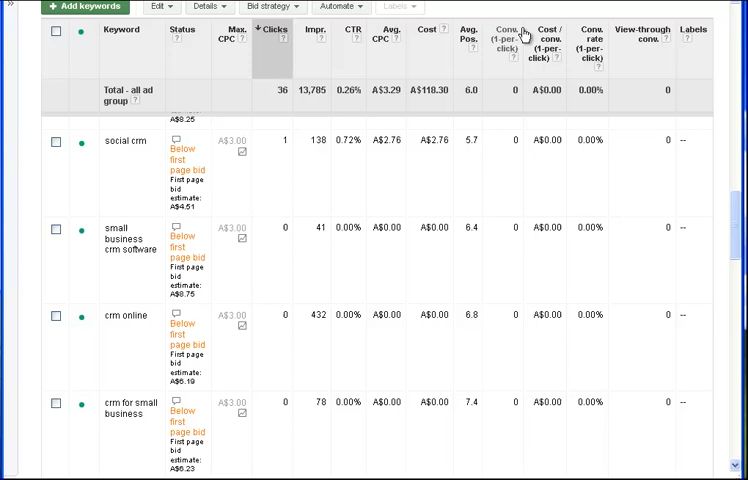 »
+ Add keywords Edit Details Bid strategy Automate Labels
Keyword Status Max. CPC Clicks Impr. CTR Avg. CPC Cost Avg. Pos. Conv. (1-per-click) Cost / conv. (1-per-click) Conv. rate (1-per-click) View-through conv. Labels
? ? ? ? ? ? ? ? ? ? ? ? ?
Total - all ad group ? 36 13,785 0.26% A$3.29 A$118.30 6.0 0 A$0.00 0.00% 0
A$8.25
social crm A$3.00 1 138 0.72% A$2.76 A$2.76 5.7 0 A$0.00 0.00% 0 --
Below
first
page bid
First page
bid
estimate:
A$4.51
small business crm software A$3.00 0 41 0.00% A$0.00 A$0.00 6.4 0 A$0.00 0.00% 0 --
Below
first
page bid
First page
bid
estimate:
A$8.75
crm online A$3.00 0 432 0.00% A$0.00 A$0.00 6.8 0 A$0.00 0.00% 0 --
Below
first
page bid
First page
bid
estimate:
A$6.19
crm for small business A$3.00 0 78 0.00% A$0.00 A$0.00 7.4 0 A$0.00 0.00% 0 --
Below
first
page bid
First page
bid
estimate:
A$6.23